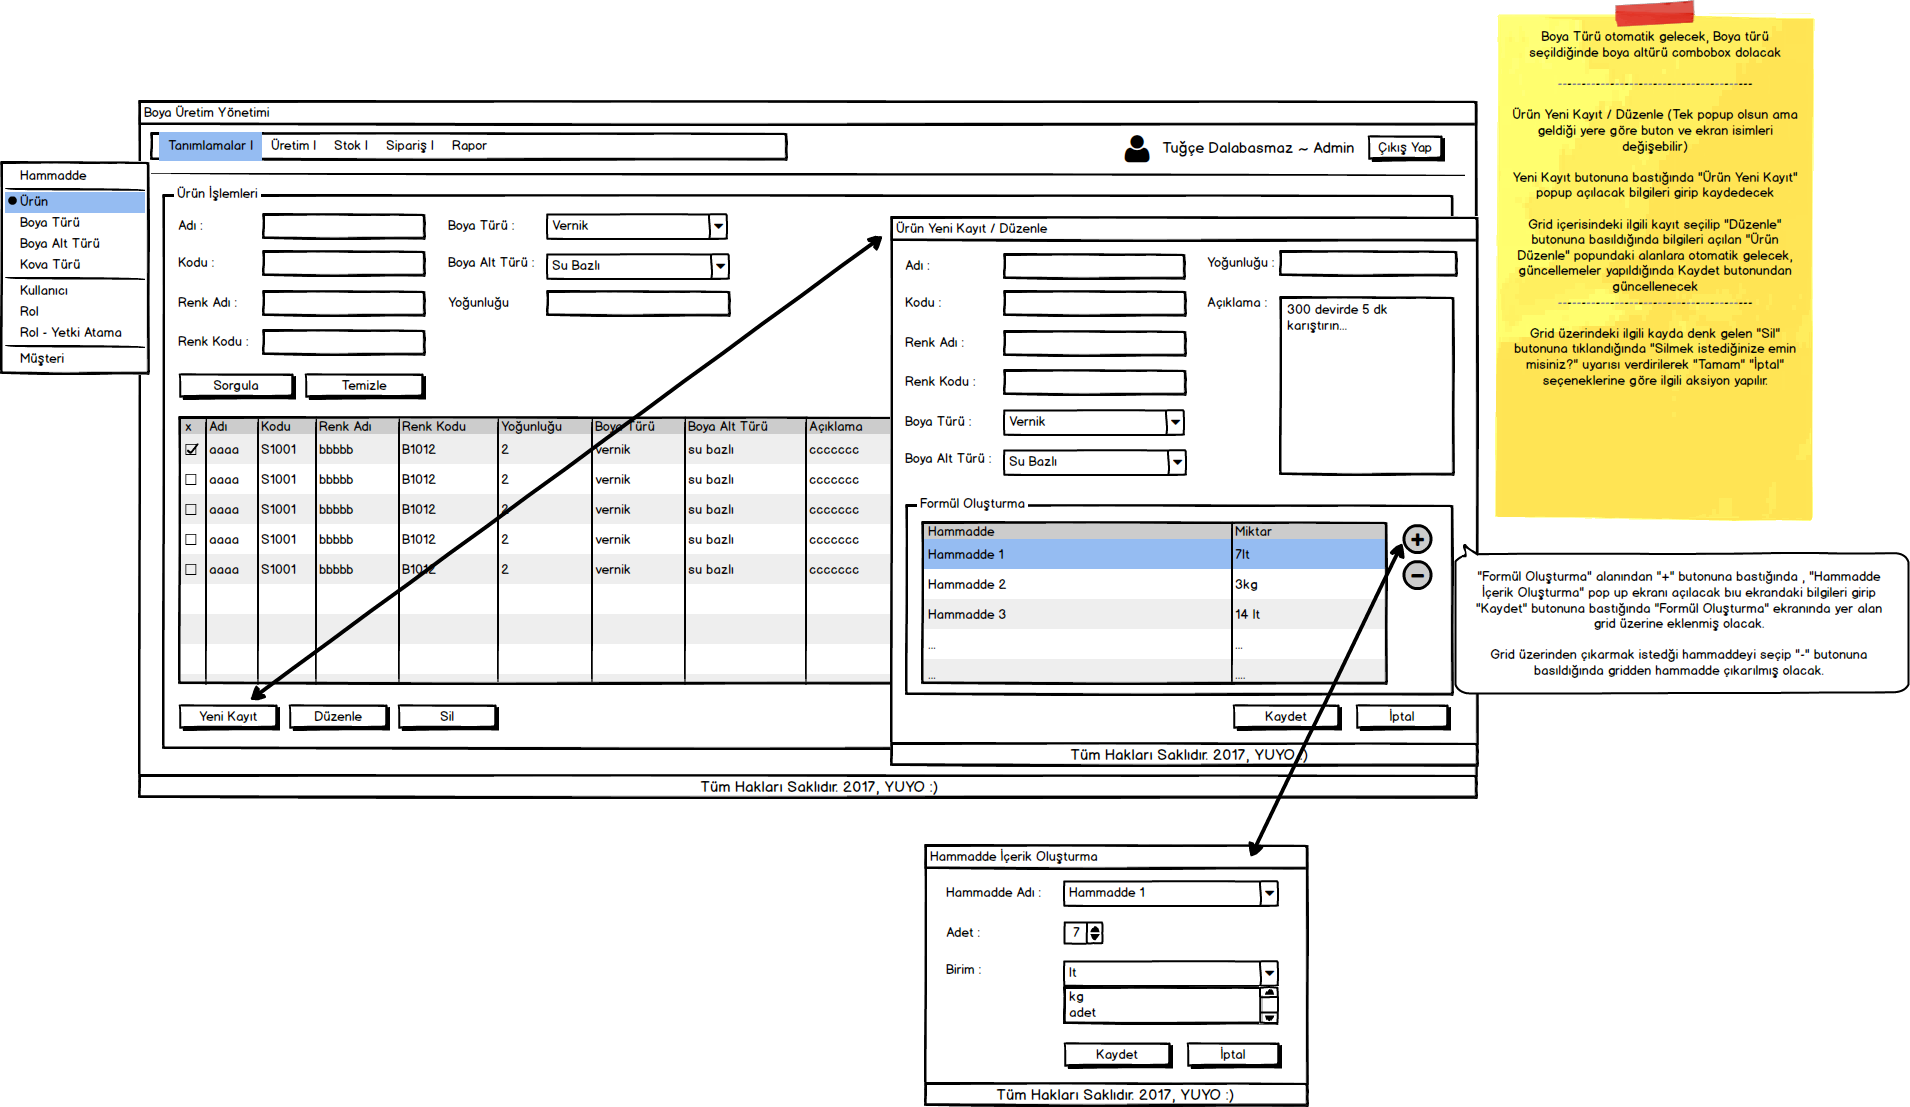 Boya Türü otomatik gelecek, Boya türü
seçildiğinde boya altürü combobox dolacak
------------------------------------------
Ürün Yeni Kayıt / Düzenle (Tek popup olsun ama
geldiği yere göre buton ve ekran isimleri
değişebilir)
Yeni Kayıt butonuna bastığında "Ürün Yeni Kayıt"
popup açılacak bilgileri girip kaydedecek
Grid içerisindeki ilgili kayıt seçilip "Düzenle"
butonuna basıldığında bilgileri açılan "Ürün
Düzenle" popundaki alanlara otomatik gelecek,
güncellemeler yapıldığında Kaydet butonundan
güncellenecek
------------------------------------------
Grid üzerindeki ilgili kayda denk gelen "Sil"
butonuna tıklandığında "Silmek istediğinize emin
misiniz?" uyarısı verdirilerek "Tamam" "İptal"
seçeneklerine göre ilgili aksiyon yapılır.
Boya Üretim Yönetimi
Tanımlamalar | Üretim | Stok | Sipariş | Rapor
Tuğçe Dalabasmaz ~ Admin
Çıkış Yap
Hammadde
Ürün
Boya Türü
Boya Alt Türü
Kova Türü
Kullanıcı
Rol
Rol - Yetki Atama
Müşteri
Ürün İşlemleri
Adı :
Boya Türü : Vernik
Kodu :
Boya Alt Türü : Su Bazlı
Renk Adı :
Yoğunluğu
Renk Kodu :
Sorgula Temizle
x Adı Kodu Renk Adı Renk Kodu Yoğunluğu Boya Türü Boya Alt Türü Açıklama
aaaa S1001 bbbbb B1012 2 vernik su bazlı ccccccc
aaaa S1001 bbbbb B1012 2 vernik su bazlı ccccccc
aaaa S1001 bbbbb B1012 2 vernik su bazlı ccccccc
aaaa S1001 bbbbb B1012 2 vernik su bazlı ccccccc
aaaa S1001 bbbbb B1012 2 vernik su bazlı ccccccc
Yeni Kayıt Düzenle Sil
Ürün Yeni Kayıt / Düzenle
Adı :
Yoğunluğu :
Kodu :
Açıklama :
300 devirde 5 dk
karıştırın...
Renk Adı :
Renk Kodu :
Boya Türü : Vernik
Boya Alt Türü : Su Bazlı
Formül Oluşturma
Hammadde Miktar
Hammadde 1 7lt
Hammadde 2 3kg
Hammadde 3 14 lt
... ...
... ....
+
-
Kaydet İptal
Tüm Hakları Saklıdır. 2017, YUYO :)
Tüm Hakları Saklıdır. 2017, YUYO :)
"Formül Oluşturma" alanından "+" butonuna bastığında , "Hammadde
İçerik Oluşturma" pop up ekranı açılacak bıu ekrandaki bilgileri girip
"Kaydet" butonuna bastığında "Formül Oluşturma" ekranında yer alan
grid üzerine eklenmiş olacak.
Grid üzerinden çıkarmak istedği hammaddeyi seçip "-" butonuna
basıldığında gridden hammadde çıkarılmış olacak.
Hammadde İçerik Oluşturma
Hammadde Adı : Hammadde 1
Adet : 7
Birim : lt
kg
adet
Kaydet İptal
Tüm Hakları Saklıdır. 2017, YUYO :)